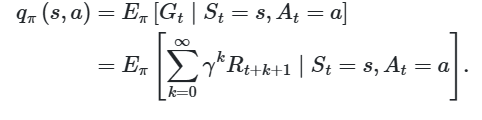 q_π (s, a) = E_π [G_t | S_t = s, A_t = a]
= E_π [ ∑_{k=0}^{∞} γ^k R_{t+k+1} | S_t = s, A_t = a ] .